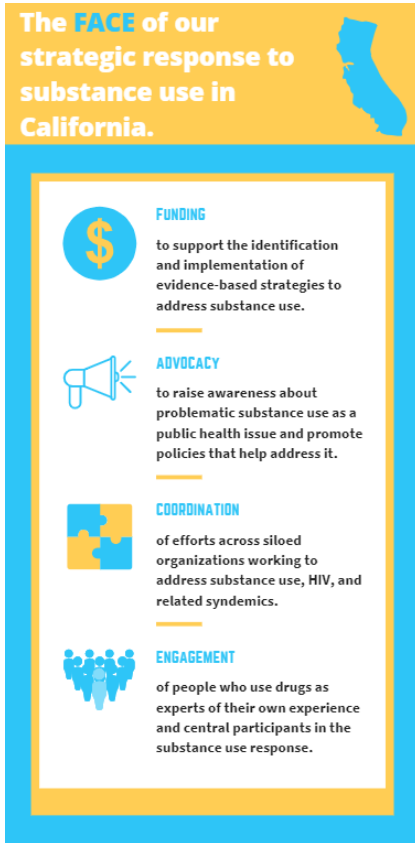 The FACE of our
strategic response to
substance use in
California.
$
FUNDING
to support the identification
and implementation of
evidence-based strategies to
address substance use.
ADVOCACY
to raise awareness about
problematic substance use as a
public health issue and promote
policies that help address it.
COORDINATION
of efforts across siloed
organizations working to
address substance use, HIV, and
related syndemics.
ENGAGEMENT
of people who use drugs as
experts of their own experience
and central participants in the
substance use response.